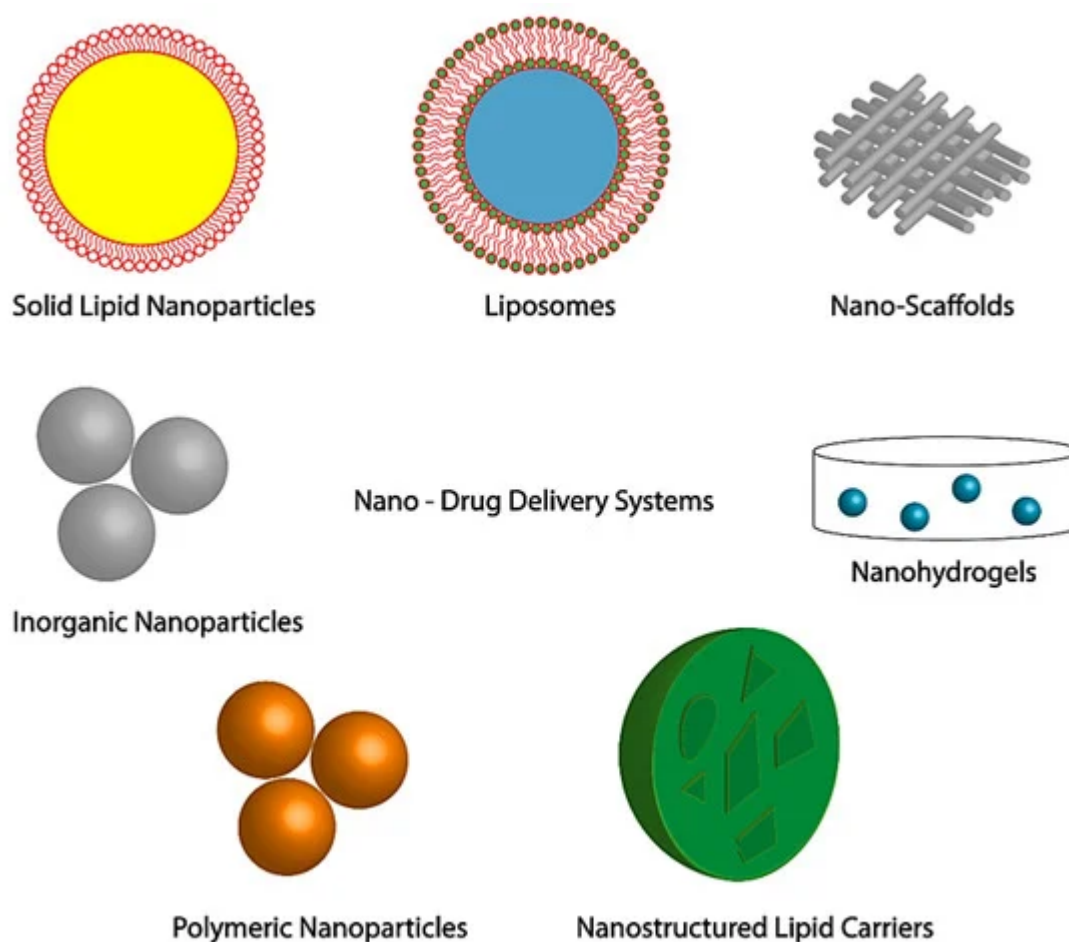 Solid Lipid Nanoparticles
Liposomes
Nano-Scaffolds
Nano - Drug Delivery Systems
Nanohydrogels
Inorganic Nanoparticles
Polymeric Nanoparticles
Nanostructured Lipid Carriers